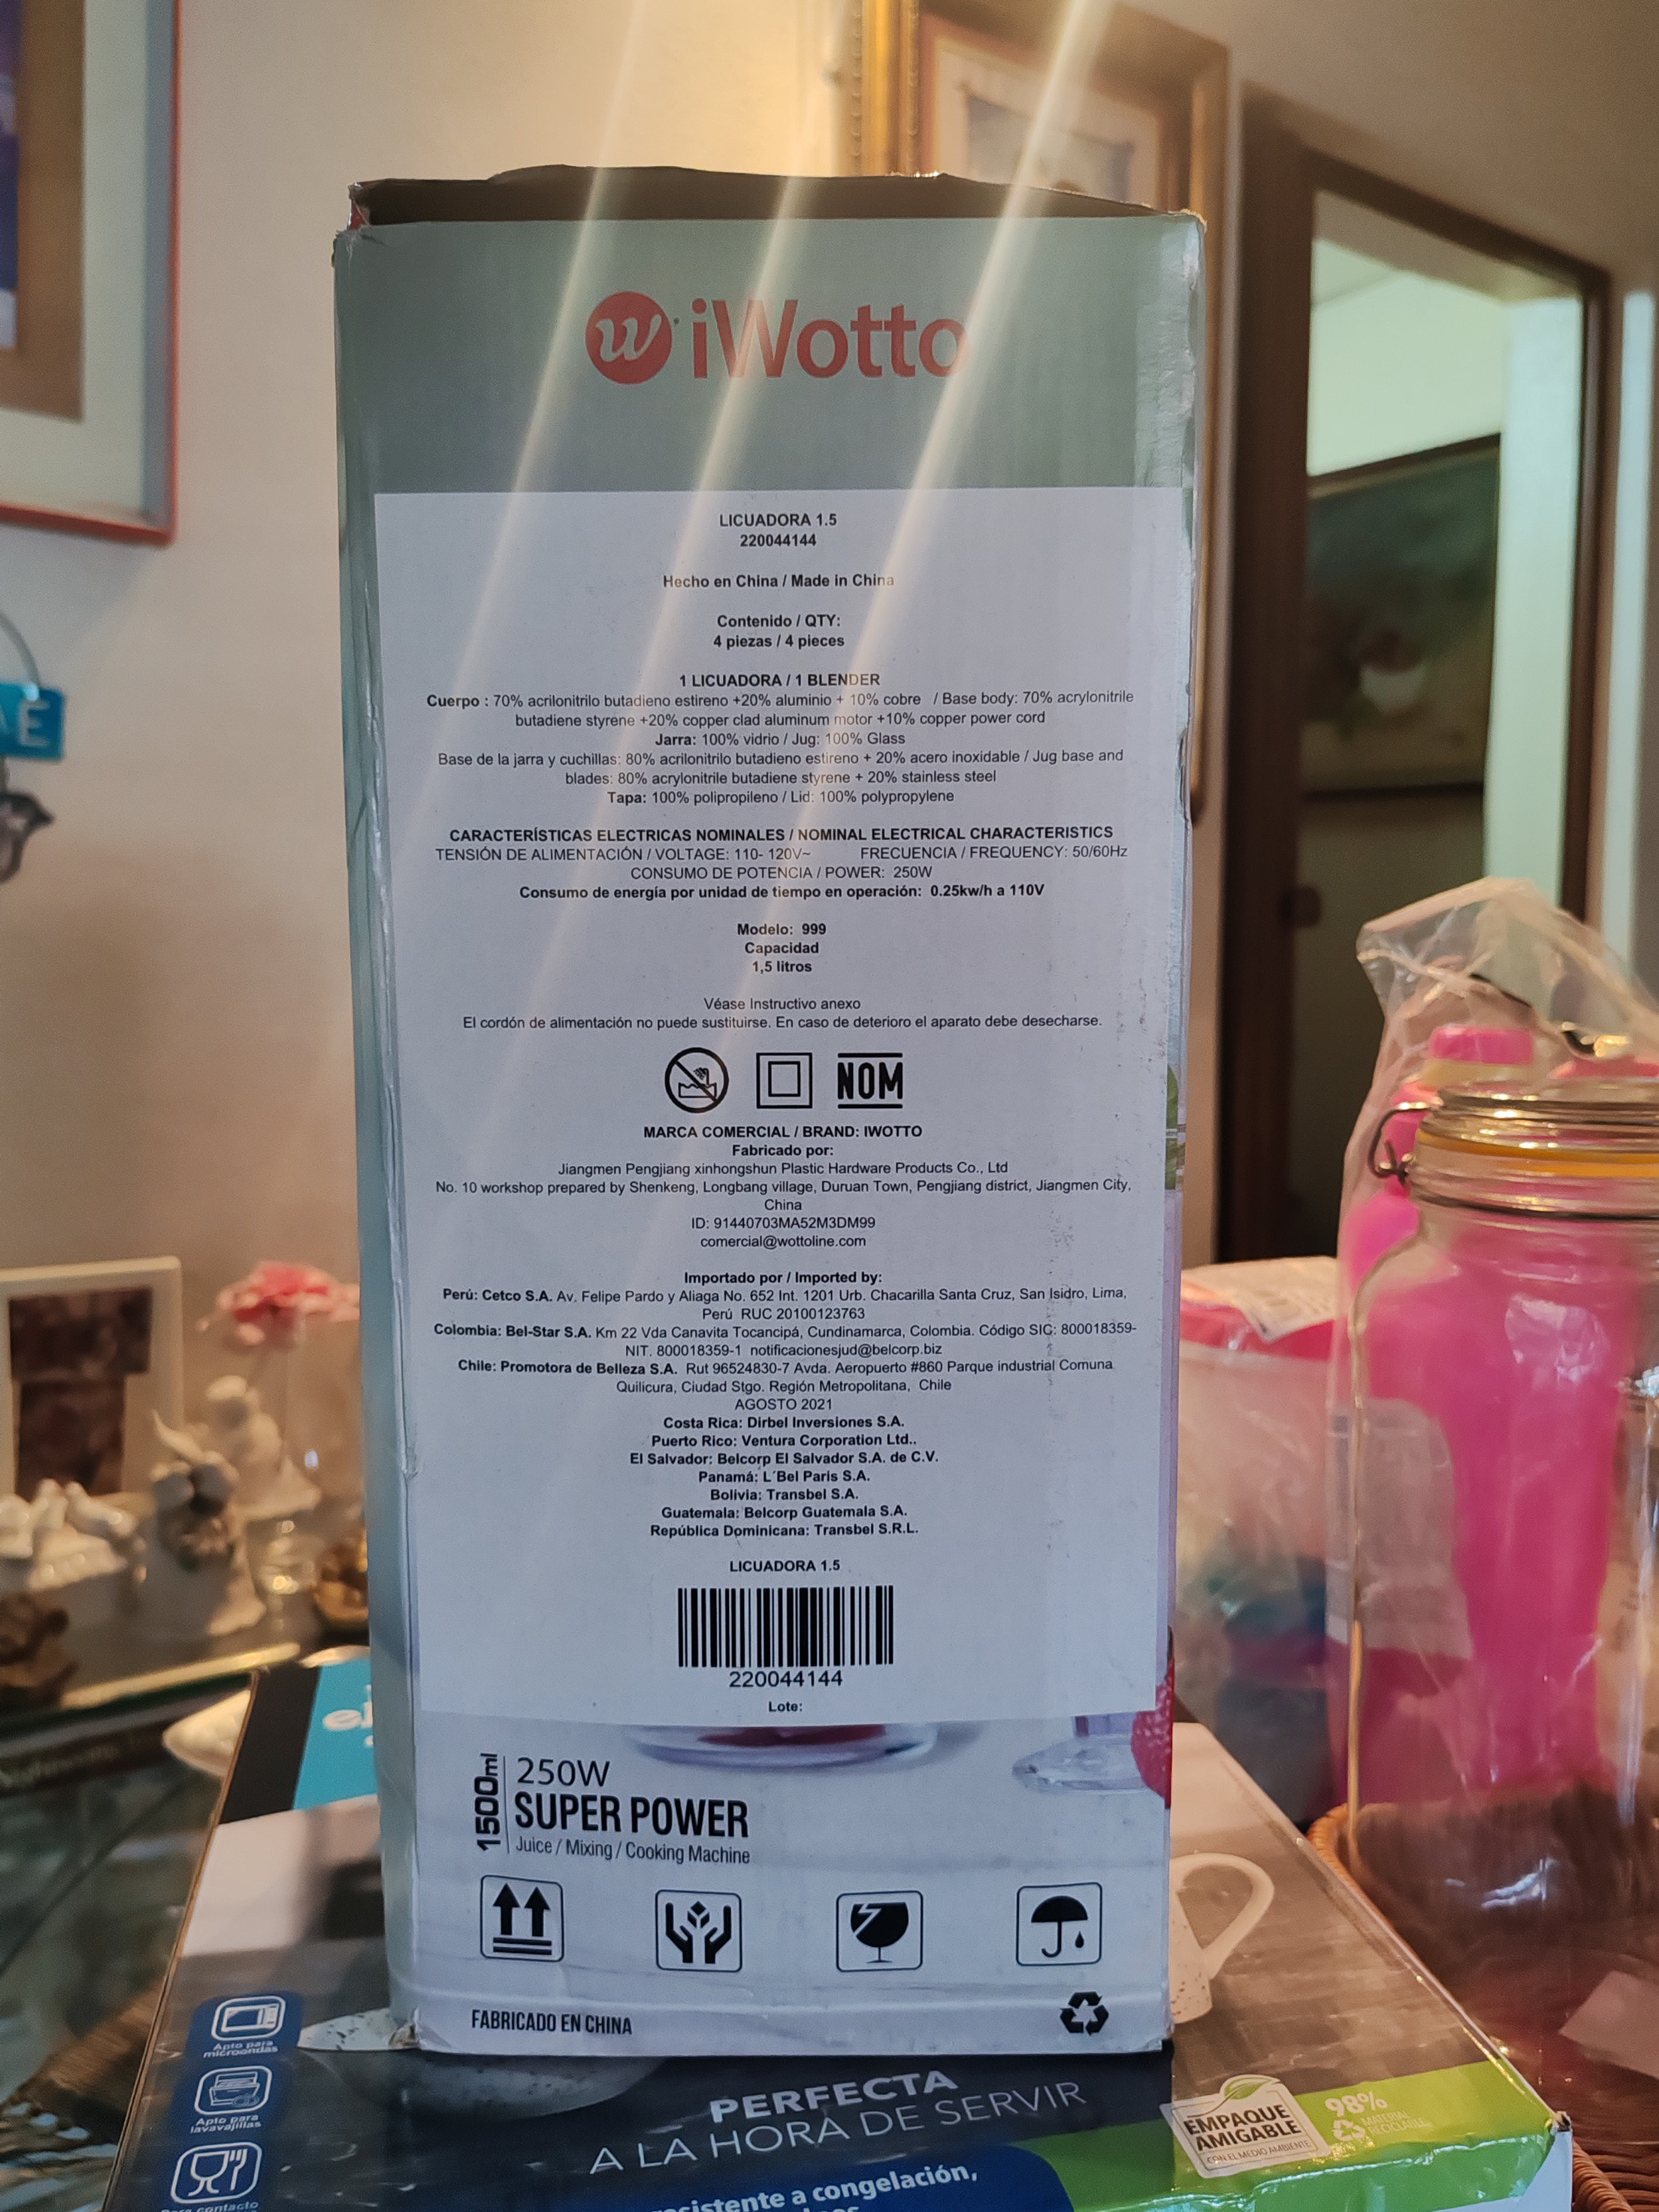 w iWotto
LICUADORA 1.5
220044144
Hecho en China / Made in China
Contenido / QTY:
4 piezas / 4 pieces
1 LICUADORA / 1 BLENDER
Cuerpo : 70% acrilonitrilo butadieno estireno +20% aluminio + 10% cobre / Base body: 70% acrylonitrile
butadiene styrene +20% copper clad aluminum motor +10% copper power cord
Jarra: 100% vidrio / Jug: 100% Glass
Base de la jarra y cuchillas: 80% acrilonitrilo butadieno estireno + 20% acero inoxidable / Jug base and
blades: 80% acrylonitrile butadiene styrene + 20% stainless steel
Tapa: 100% polipropileno / Lid: 100% polypropylene
CARACTERÍSTICAS ELECTRICAS NOMINALES / NOMINAL ELECTRICAL CHARACTERISTICS
TENSIÓN DE ALIMENTACIÓN / VOLTAGE: 110- 120V~ FRECUENCIA / FREQUENCY: 50/60Hz
CONSUMO DE POTENCIA / POWER: 250W
Consumo de energía por unidad de tiempo en operación: 0.25kw/h a 110V
Modelo: 999
Capacidad
1,5 litros
Véase Instructivo anexo
El cordón de alimentación no puede sustituirse. En caso de deterioro el aparato debe desecharse.
NOM
MARCA COMERCIAL / BRAND: IWOTTO
Fabricado por:
Jiangmen Pengjiang xinhongshun Plastic Hardware Products Co., Ltd
No. 10 workshop prepared by Shenkeng, Longbang village, Duruan Town, Pengjiang district, Jiangmen City,
China
ID: 91440703MA52M3DM99
comercial@wottoline.com
Importado por / Imported by:
Perú: Cetco S.A. Av. Felipe Pardo y Aliaga No. 652 Int. 1201 Urb. Chacarilla Santa Cruz, San Isidro, Lima,
Perú RUC 20100123763
Colombia: Bel-Star S.A. Km 22 Vda Canavita Tocancipá, Cundinamarca, Colombia. Código SIC: 800018359-
NIT. 800018359-1 notificacionesjud@belcorp.biz
Chile: Promotora de Belleza S.A. Rut 96524830-7 Avda. Aeropuerto #860 Parque industrial Comuna
Quilicura, Ciudad Stgo. Región Metropolitana, Chile
AGOSTO 2021
Costa Rica: Dirbel Inversiones S.A.
Puerto Rico: Ventura Corporation Ltd..
El Salvador: Belcorp El Salvador S.A. de C.V.
Panamá: L´Bel Paris S.A.
Bolivia: Transbel S.A.
Guatemala: Belcorp Guatemala S.A.
República Dominicana: Transbel S.R.L.
LICUADORA 1.5
220044144
Lote:
1500ml
250W
SUPER POWER
Juice / Mixing / Cooking Machine
FABRICADO EN CHINA
Apto para
microondas
Apto para
lavavajillas
PERFECTA
A LA HORA DE SERVIR
EMPAQUE
AMIGABLE
CON EL MEDIO AMBIENTE
98%
MATERIAL
RECICLABLE
a congelación,